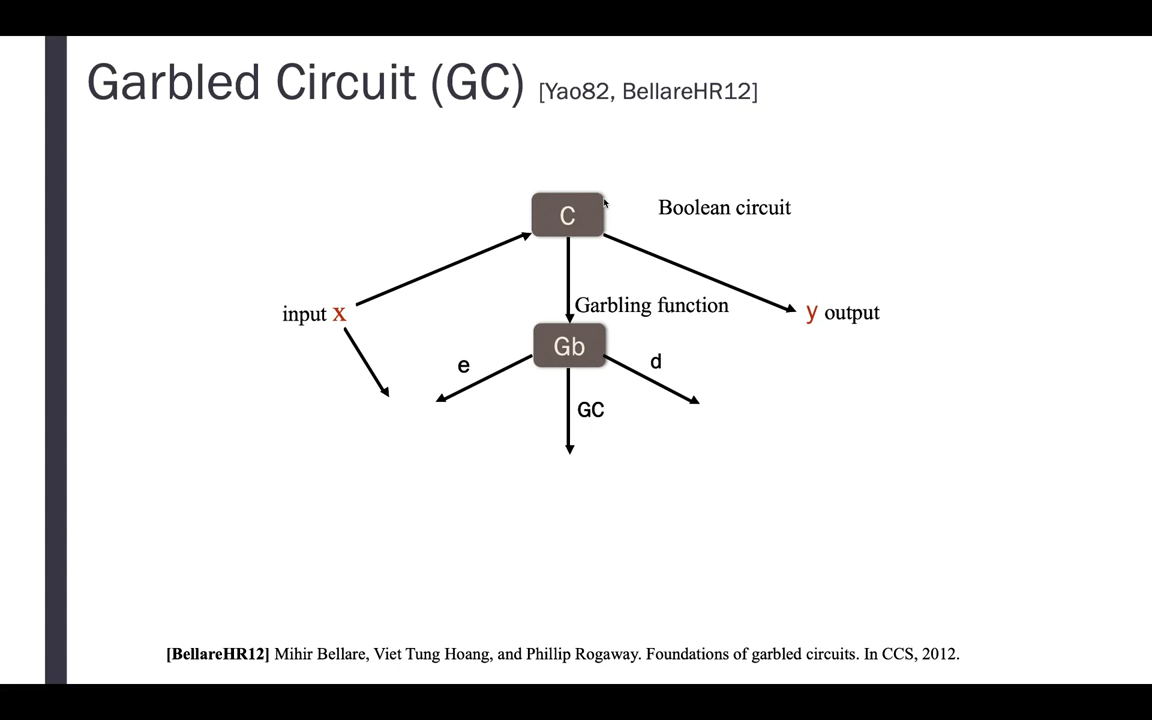 Garbled Circuit (GC) [Yao82, BellareHR12]
C
Boolean circuit
input x
Garbling function
y output
Gb
e
d
GC
[BellareHR12] Mihir Bellare, Viet Tung Hoang, and Phillip Rogaway. Foundations of garbled circuits. In CCS, 2012.